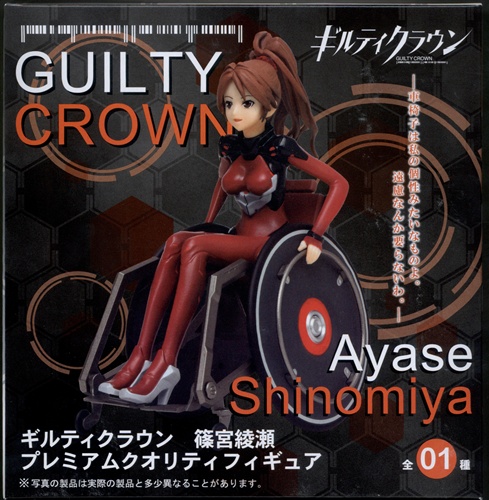 GUILTY
CROWN
ギルティクラウン
GUILTY CROWN
―車椅子は私の個性みたいなものよ。
遠慮なんか要らないわ。―
Ayase
Shinomiya
ギルティクラウン 篠宮綾瀬
プレミアムクオリティフィギュア
全01種
※写真の製品は実際の製品と多少異なることがあります。